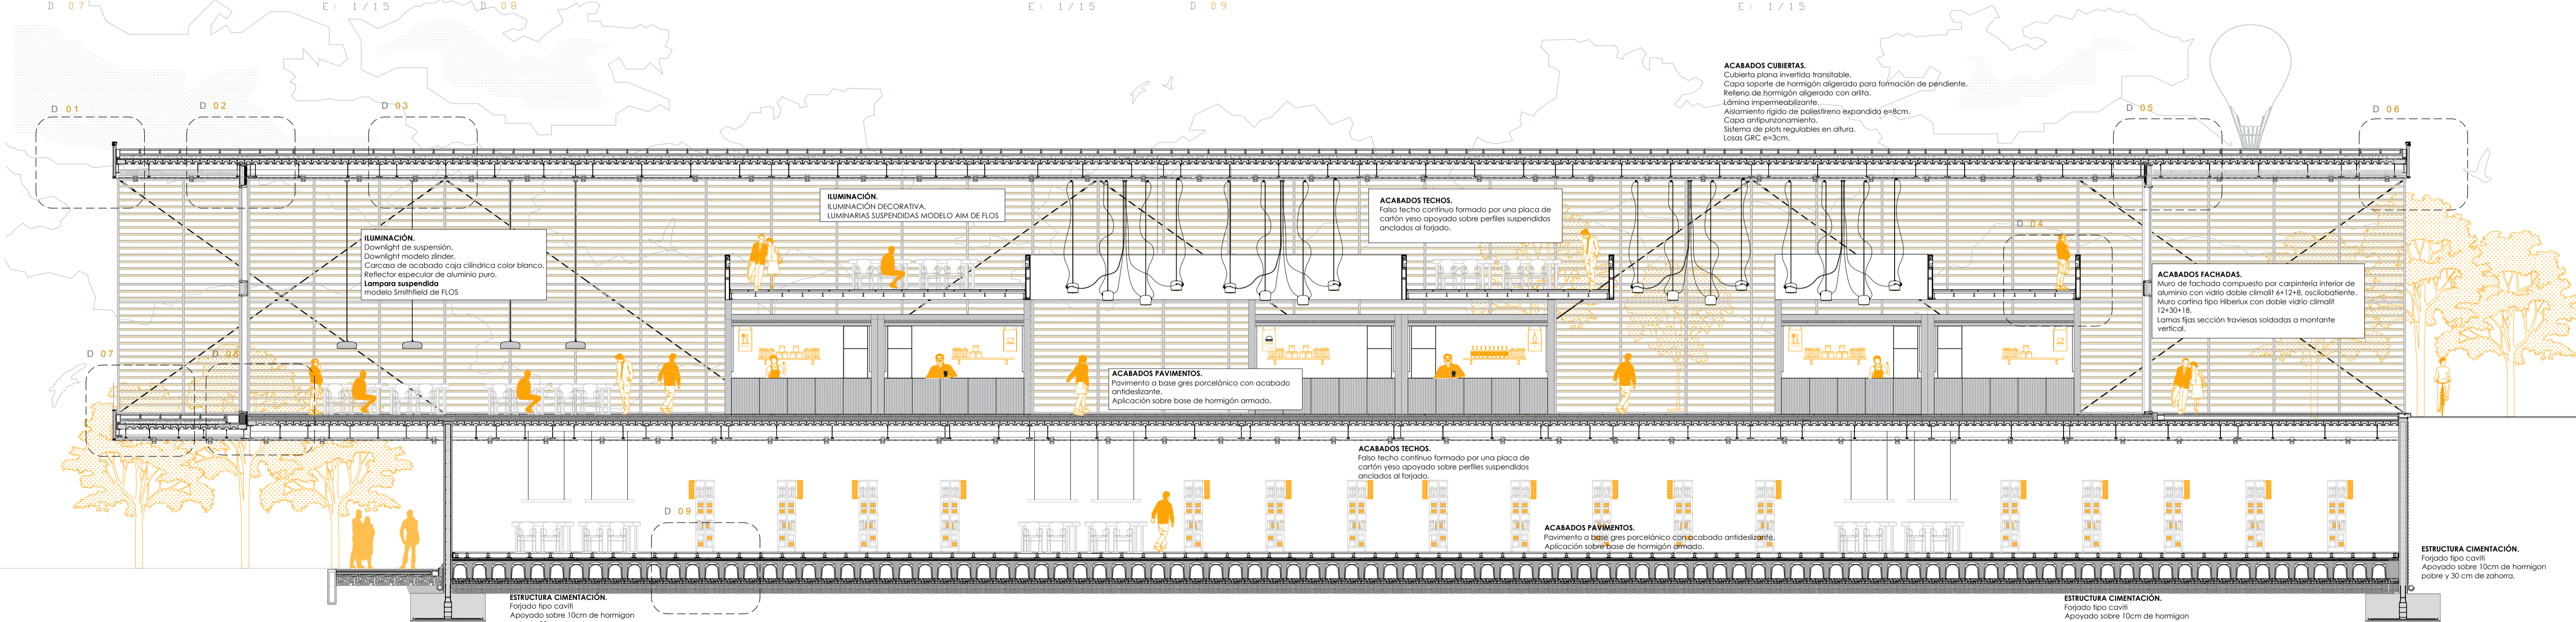 D 07
E: 1/15
D 08
E: 1/15
D 09
E: 1/15
ACABADOS CUBIERTAS.
Cubierta plana invertida transitable.
Capa soporte de hormigón aligerado para formación de pendiente.
Relleno de hormigón aligerado con arlita.
Lámina impermeabilizante.
Aislamiento rígido de poliestireno expandido e=8cm.
Capa antipunzonamiento.
Sistema de plots regulables en altura.
Losas GRC e=3cm.
D 01
D 02
D 03
D 05
D 06
ILUMINACIÓN.
ILUMINACIÓN DECORATIVA.
LUMINARIAS SUSPENDIDAS MODELO AIM DE FLOS
ACABADOS TECHOS.
Falso techo contínuo formado por una placa de
cartón yeso apoyado sobre perfiles suspendidos
anclados al forjado.
D 04
ILUMINACIÓN.
Downlight de suspensión.
Downlight modelo zlinder.
Carcasa de acabado caja cilíndrica color blanco.
Reflector especular de aluminio puro.
Lampara suspendida
modelo Smithfield de FLOS
ACABADOS FACHADAS.
Muro de fachada compuesto por carpintería interior de
aluminio con vidrio doble climalit 6+12+8, oscilobatiente.
Muro cortina tipo Hiberlux con doble vidrio climalit
12+30+18.
Lamas fijas sección traviesas soldadas a montante
vertical.
D 07
D 08
ACABADOS PAVIMENTOS.
Pavimento a base gres porcelánico con acabado
antideslizante.
Aplicación sobre base de hormigón armado.
ACABADOS TECHOS.
Falso techo contínuo formado por una placa de
cartón yeso apoyado sobre perfiles suspendidos
anclados al forjado.
D 09
ACABADOS PAVIMENTOS.
Pavimento a base gres porcelánico con acabado antideslizante.
Aplicación sobre base de hormigón armado.
ESTRUCTURA CIMENTACIÓN.
Forjado tipo caviti
Apoyado sobre 10cm de hormigon
pobre y 30 cm de zahorra.
ESTRUCTURA CIMENTACIÓN.
Forjado tipo caviti
Apoyado sobre 10cm de hormigon
ESTRUCTURA CIMENTACIÓN.
Forjado tipo caviti
Apoyado sobre 10cm de hormigon